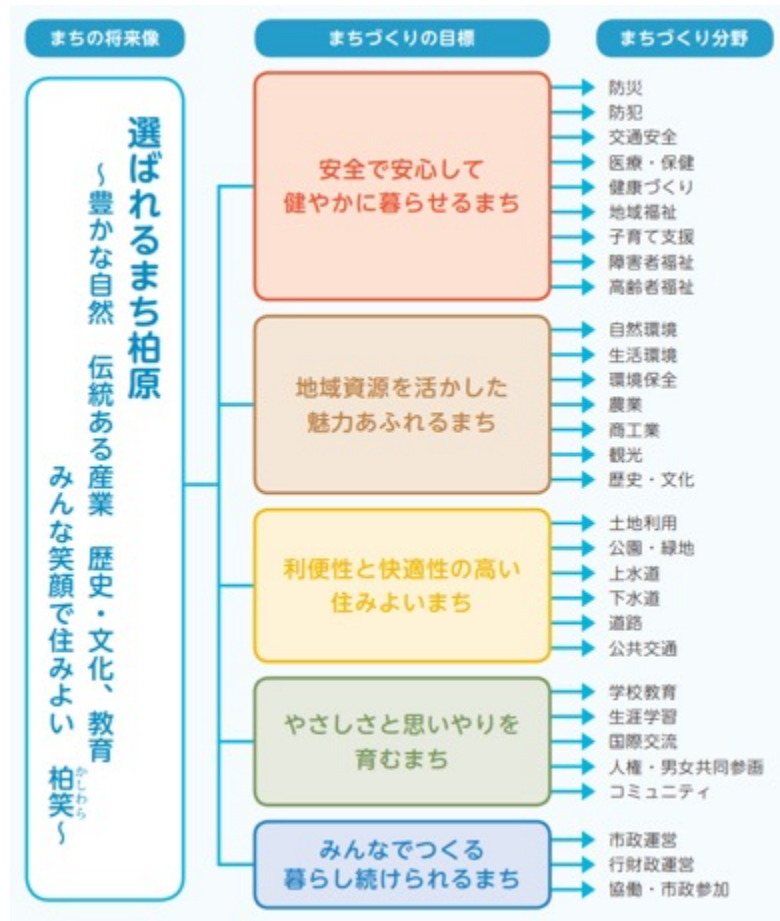 まちの将来像
まちづくりの目標
まちづくり分野
選ばれるまち柏原
～豊かな自然　伝統ある産業　歴史・文化、教育
みんな笑顔で住みよい　柏笑～
かしわら
安全で安心して
健やかに暮らせるまち
防災
防犯
交通安全
医療・保健
健康づくり
地域福祉
子育て支援
障害者福祉
高齢者福祉
地域資源を活かした
魅力あふれるまち
自然環境
生活環境
環境保全
農業
商工業
観光
歴史・文化
利便性と快適性の高い
住みよいまち
土地利用
公園・緑地
上水道
下水道
道路
公共交通
やさしさと思いやりを
育むまち
学校教育
生涯学習
国際交流
人権・男女共同参画
コミュニティ
みんなでつくる
暮らし続けられるまち
市政運営
行財政運営
協働・市政参加